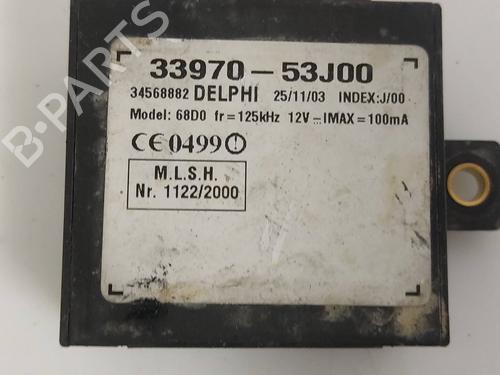 B-PARTS
33970-53J00
34568882 DELPHI 25/11/03 INDEX:J/00
Model: 68D0 fr=125kHz 12V⎓IMAX=100mA
CE0499
M.L.S.H.
Nr. 1122/2000